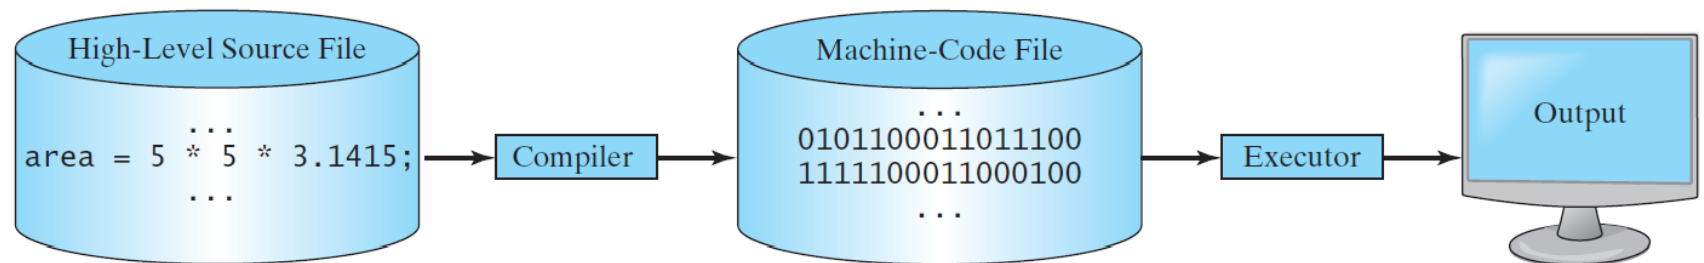 High-Level Source File
...
area = 5 * 5 * 3.1415;
...
Compiler
Machine-Code File
...
0101100011011100
1111100011000100
...
Executor
Output